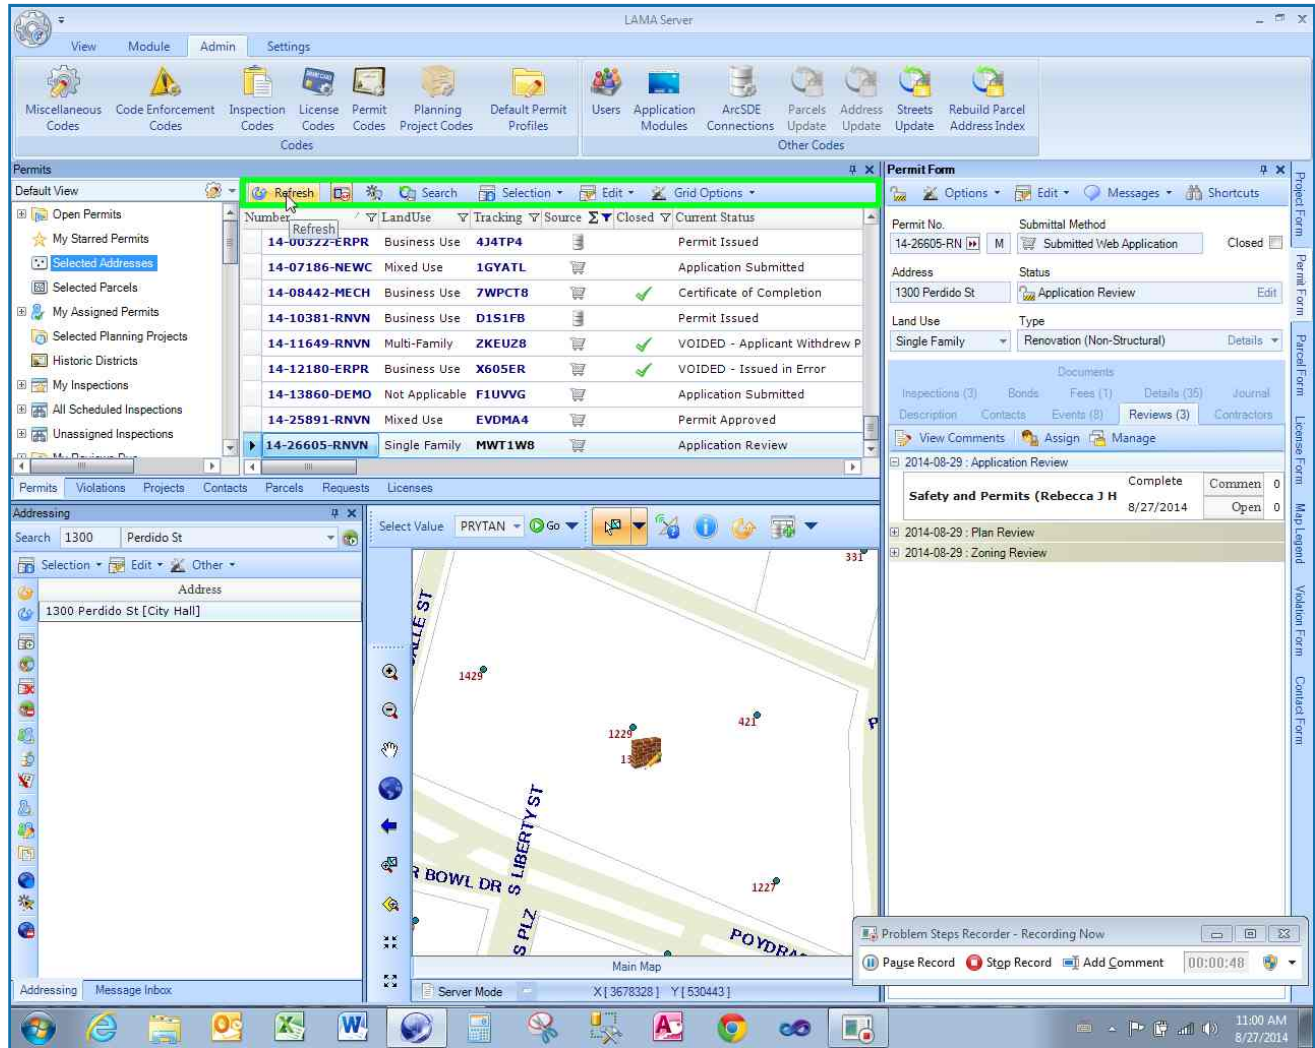 LAMA Server
View Module Admin Settings
Miscellaneous Codes
Code Enforcement Codes
Inspection Codes
License Codes
Permit Codes
Planning Project Codes
Default Permit Profiles
Users
Application Modules
ArcSDE Connections
Parcels Update
Address Update
Streets Update
Rebuild Parcel Address Index
Codes
Other Codes
Permits
Default View
Open Permits
My Starred Permits
Selected Addresses
Selected Parcels
My Assigned Permits
Selected Planning Projects
Historic Districts
My Inspections
All Scheduled Inspections
Unassigned Inspections
Refresh Search Selection Edit Grid Options
Number LandUse Tracking Source Σ Closed Current Status
Refresh
14-00322-ERPR Business Use 4J4TP4 Permit Issued
14-07186-NEWC Mixed Use 1GYATL Application Submitted
14-08442-MECH Business Use 7WPCT8 Certificate of Completion
14-10381-RNVN Business Use D1S1FB Permit Issued
14-11649-RNVN Multi-Family ZKEUZ8 VOIDED - Applicant Withdrew P
14-12180-ERPR Business Use X605ER VOIDED - Issued in Error
14-13860-DEMO Not Applicable F1UVVG Application Submitted
14-25891-RNVN Mixed Use EVDMA4 Permit Approved
14-26605-RNVN Single Family MWT1W8 Application Review
Permits Violations Projects Contacts Parcels Requests Licenses
Addressing
Search 1300 Perdido St
Selection Edit Other
Address
1300 Perdido St [City Hall]
Addressing Message Inbox
Select Value PRYTAN Go
331
1429
421
1229
S LIBERTY ST
R BOWL DR
S PLZ
1227
Main Map
Server Mode X [ 3678328 ] Y [ 530443 ]
Permit Form
Options Edit Messages Shortcuts
Permit No. Submittal Method
14-26605-RN M Submitted Web Application Closed
Address Status
1300 Perdido St Application Review Edit
Land Use Type
Single Family Renovation (Non-Structural) Details
Documents
Inspections (3) Bonds Fees (1) Details (35) Journal
Description Contacts Events (8) Reviews (3) Contractors
View Comments Assign Manage
2014-08-29 : Application Review
Safety and Permits (Rebecca J H
Complete
8/27/2014
Commen 0
Open 0
2014-08-29 : Plan Review
2014-08-29 : Zoning Review
Project Form
Permit Form
Parcel Form
License Form
Map Legend
Violation Form
Contact Form
Problem Steps Recorder - Recording Now
Pause Record Stop Record Add Comment 00:00:48
11:00 AM
8/27/2014